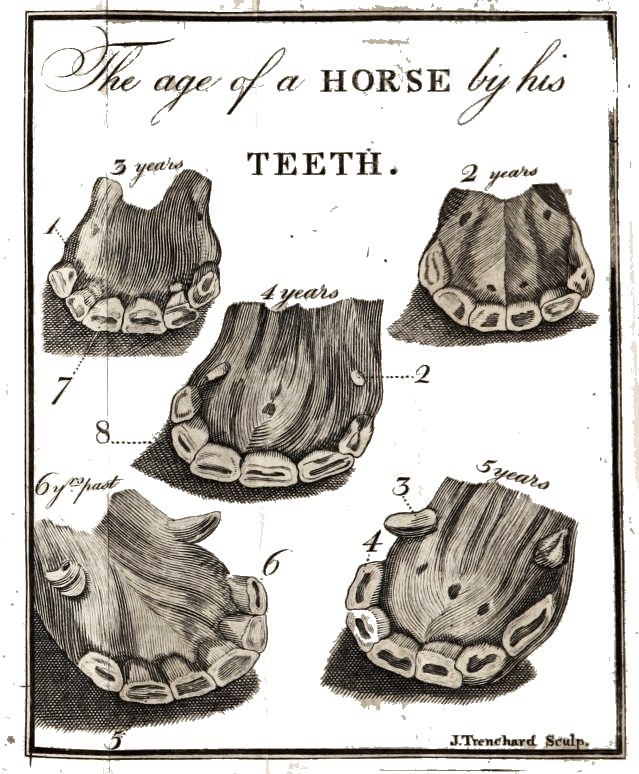 The age of a HORSE by his
TEETH.
3 years
2 years
1
4 years
7
2
8
6 yrs past
5 years
3
4
6
5
J. Trenchard Sculp.